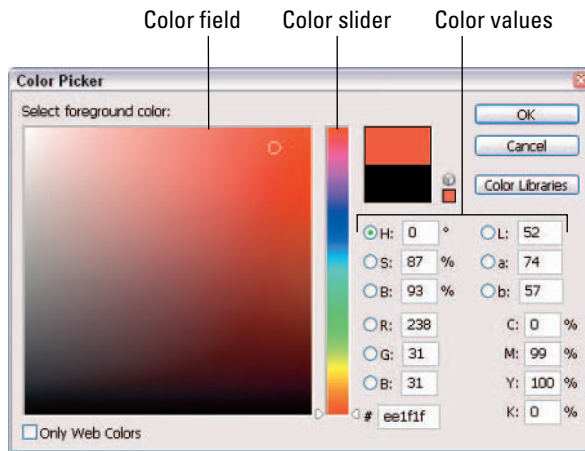 Color field Color slider Color values
Color Picker
Select foreground color:
OK
Cancel
Color Libraries
H: 0 ° L: 52
S: 87 % a: 74
B: 93 % b: 57
R: 238 C: 0 %
G: 31 M: 99 %
B: 31 Y: 100 %
# ee1f1f K: 0 %
Only Web Colors